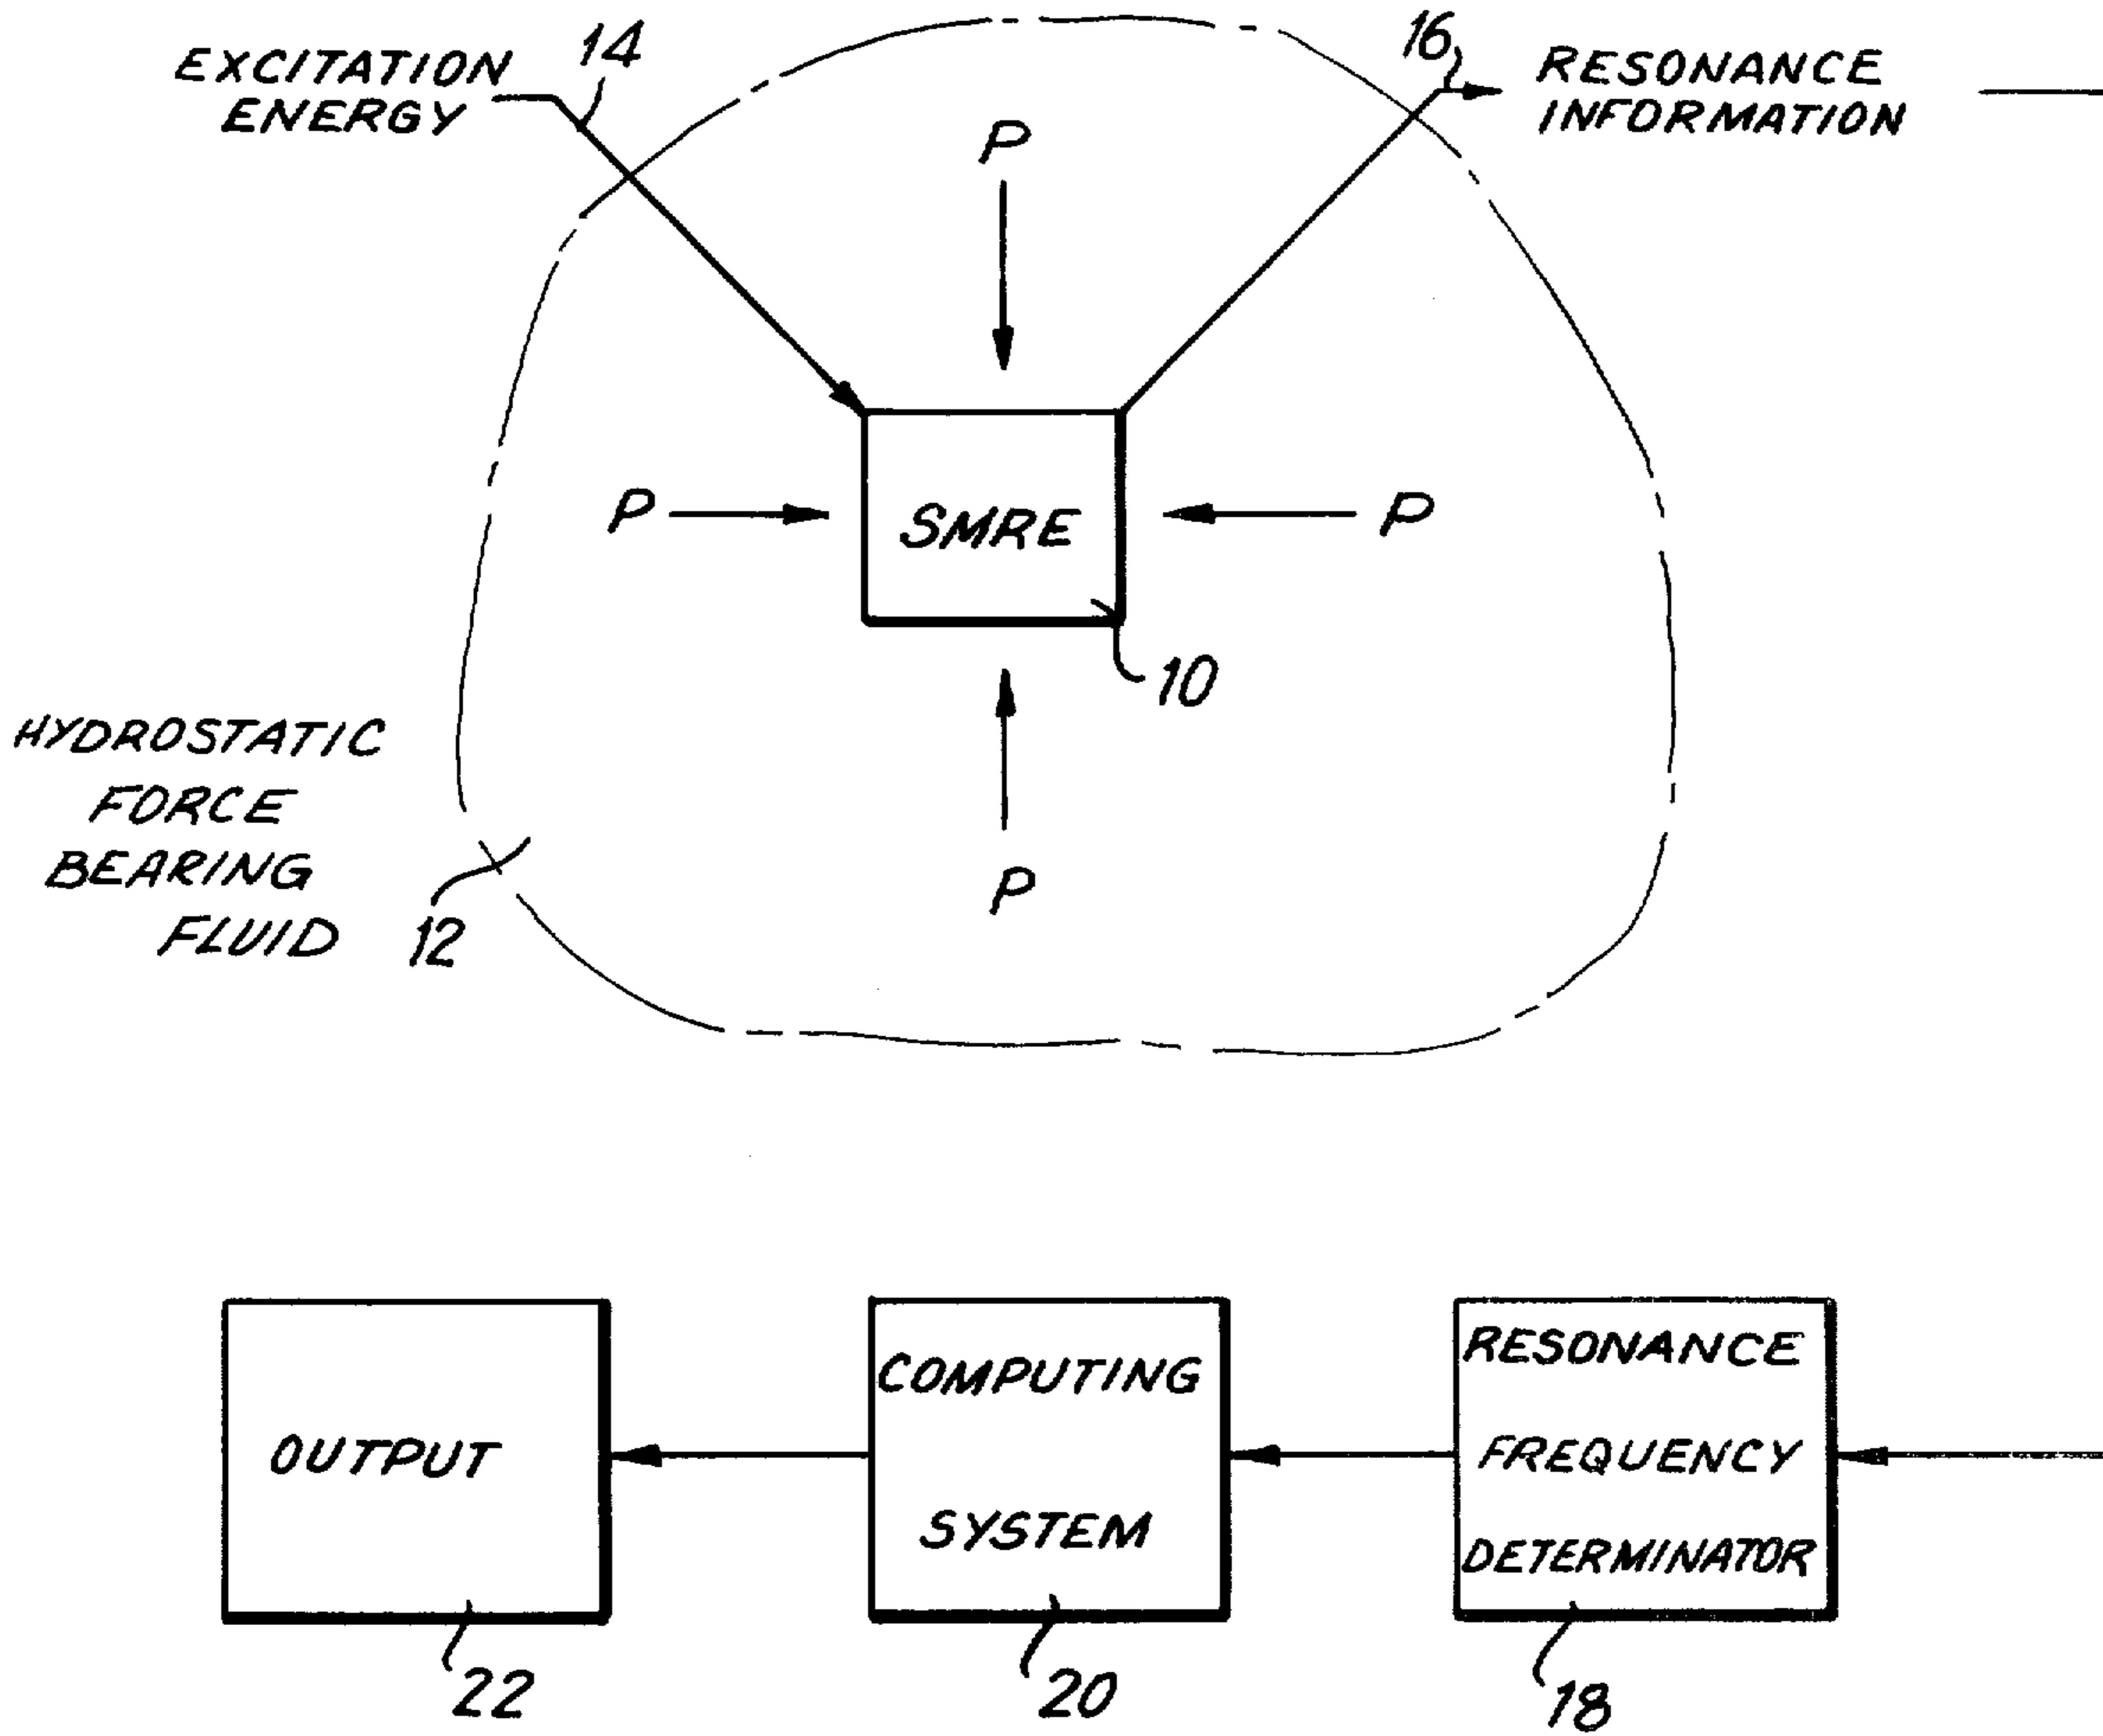 EXCITATION
ENERGY
14
16
RESONANCE
INFORMATION
P
P
SMRE
P
10
P
HYDROSTATIC
FORCE
BEARING
FLUID
12
OUTPUT
22
COMPUTING
SYSTEM
20
RESONANCE
FREQUENCY
DETERMINATOR
18